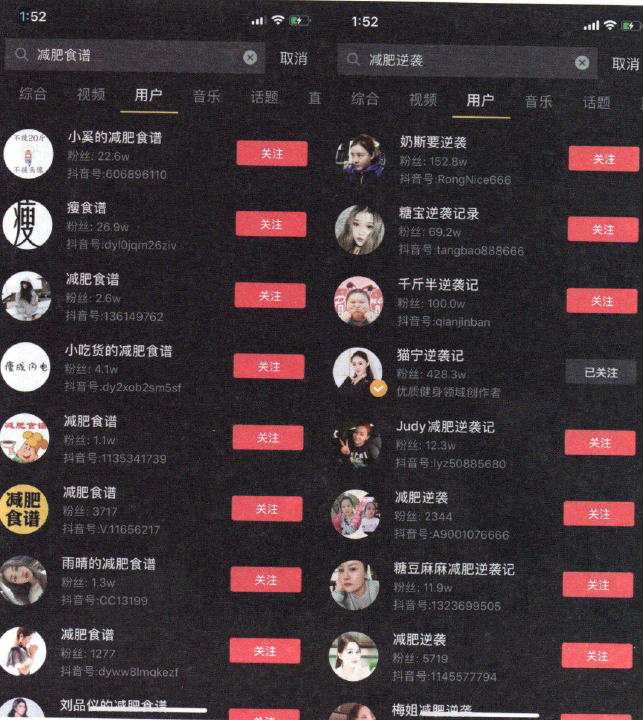 1:52
减肥食谱
取消
综合 视频 用户 音乐 话题 直
不瘦20斤
不换头像
小奚的减肥食谱
粉丝: 22.6w
抖音号:606896110
关注
瘦
瘦食谱
粉丝: 26.9w
抖音号:dyl0jqm26ziv
关注
减肥食谱
粉丝: 2.6w
抖音号:136149762
关注
瘦成闪电
小吃货的减肥食谱
粉丝: 4.1w
抖音号:dy2xob2sm5sf
关注
减肥食谱
减肥食谱
粉丝: 1.1w
抖音号:1135341739
关注
减肥
食谱
减肥食谱
粉丝: 3717
抖音号:V.11656217
关注
雨晴的减肥食谱
粉丝: 1.3w
抖音号:CC13199
关注
减肥食谱
粉丝: 1277
抖音号:dyww8lmqkezf
关注
刘品仪的减肥食谱
关注
1:52
减肥逆袭
取消
综合 视频 用户 音乐 话题
奶斯要逆袭
粉丝: 152.8w
抖音号:RongNice666
关注
糖宝逆袭记录
粉丝: 69.2w
抖音号:tangbao888666
关注
千斤半逆袭记
粉丝: 100.0w
抖音号:qianjinban
关注
猫宁逆袭记
粉丝: 428.3w
优质健身领域创作者
已关注
Judy减肥逆袭记
粉丝: 12.3w
抖音号:lyz50885680
关注
减肥逆袭
粉丝: 2344
抖音号:A9001076666
关注
糖豆麻麻减肥逆袭记
粉丝: 11.9w
抖音号:1323699505
关注
减肥逆袭
粉丝: 5719
抖音号:1145577794
关注
梅姐减肥逆袭